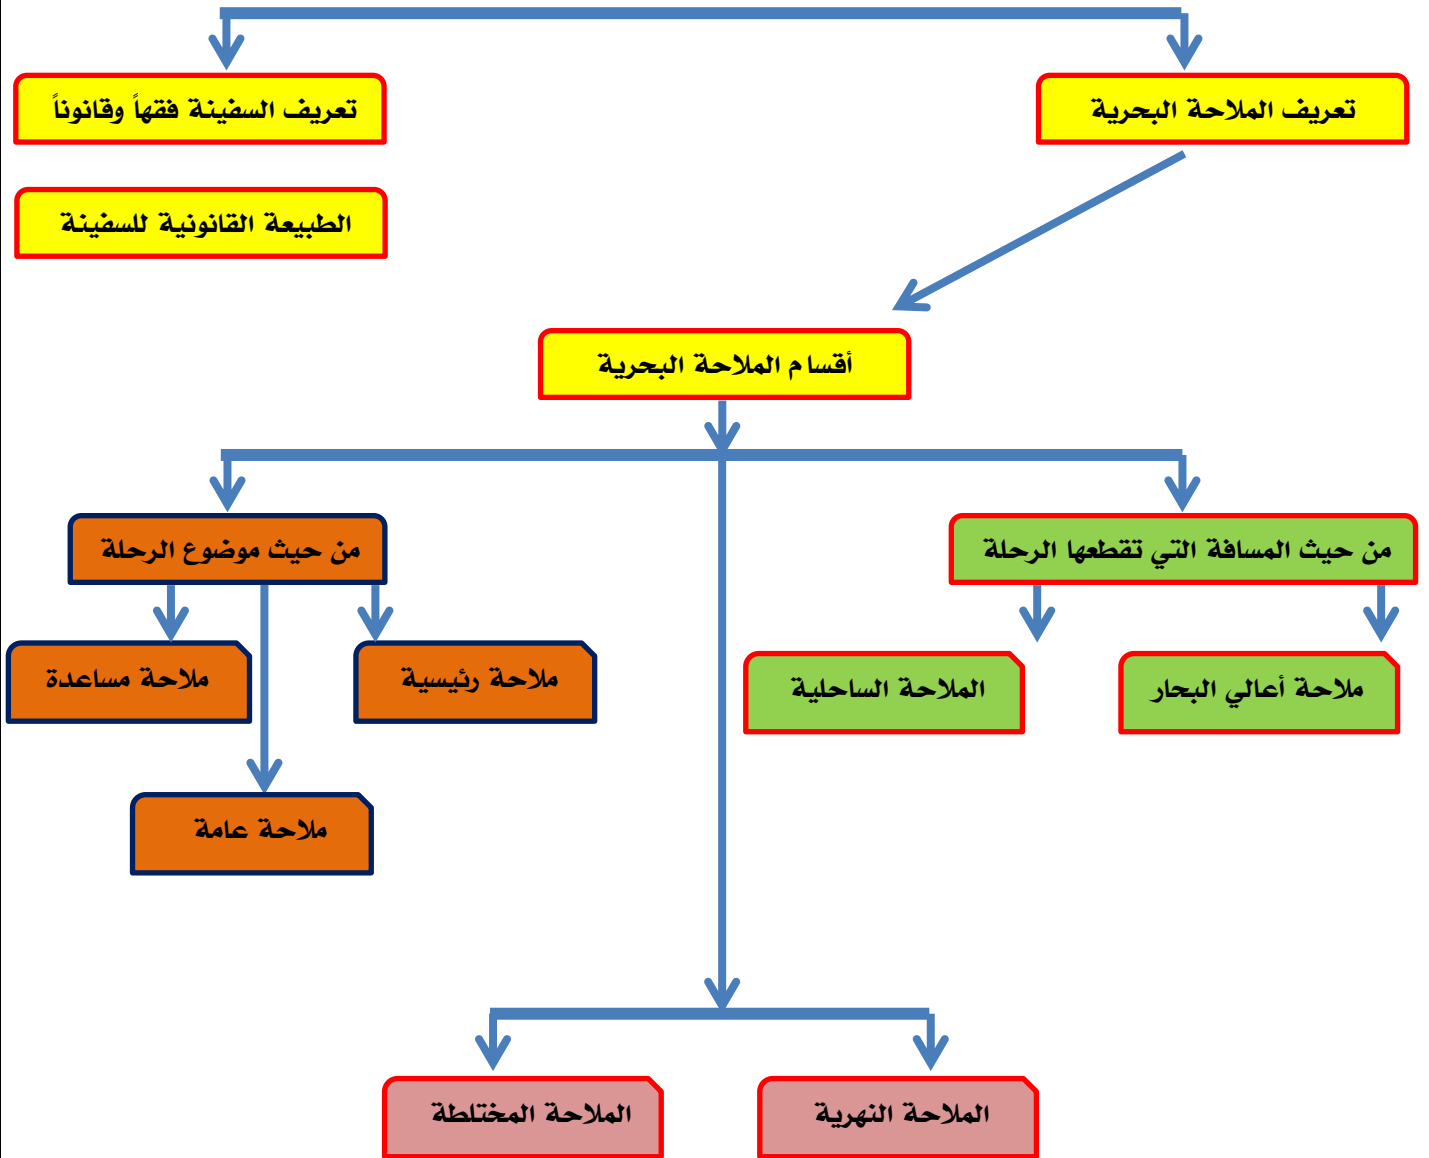 تعريف الملاحة البحرية
تعريف السفينة فقهاً وقانوناً
الطبيعة القانونية للسفينة
أقسام الملاحة البحرية
من حيث المسافة التي تقطعها الرحلة
من حيث موضوع الرحلة
ملاحة أعالي البحار
الملاحة الساحلية
ملاحة رئيسية
ملاحة مساعدة
ملاحة عامة
الملاحة النهرية
الملاحة المختلطة